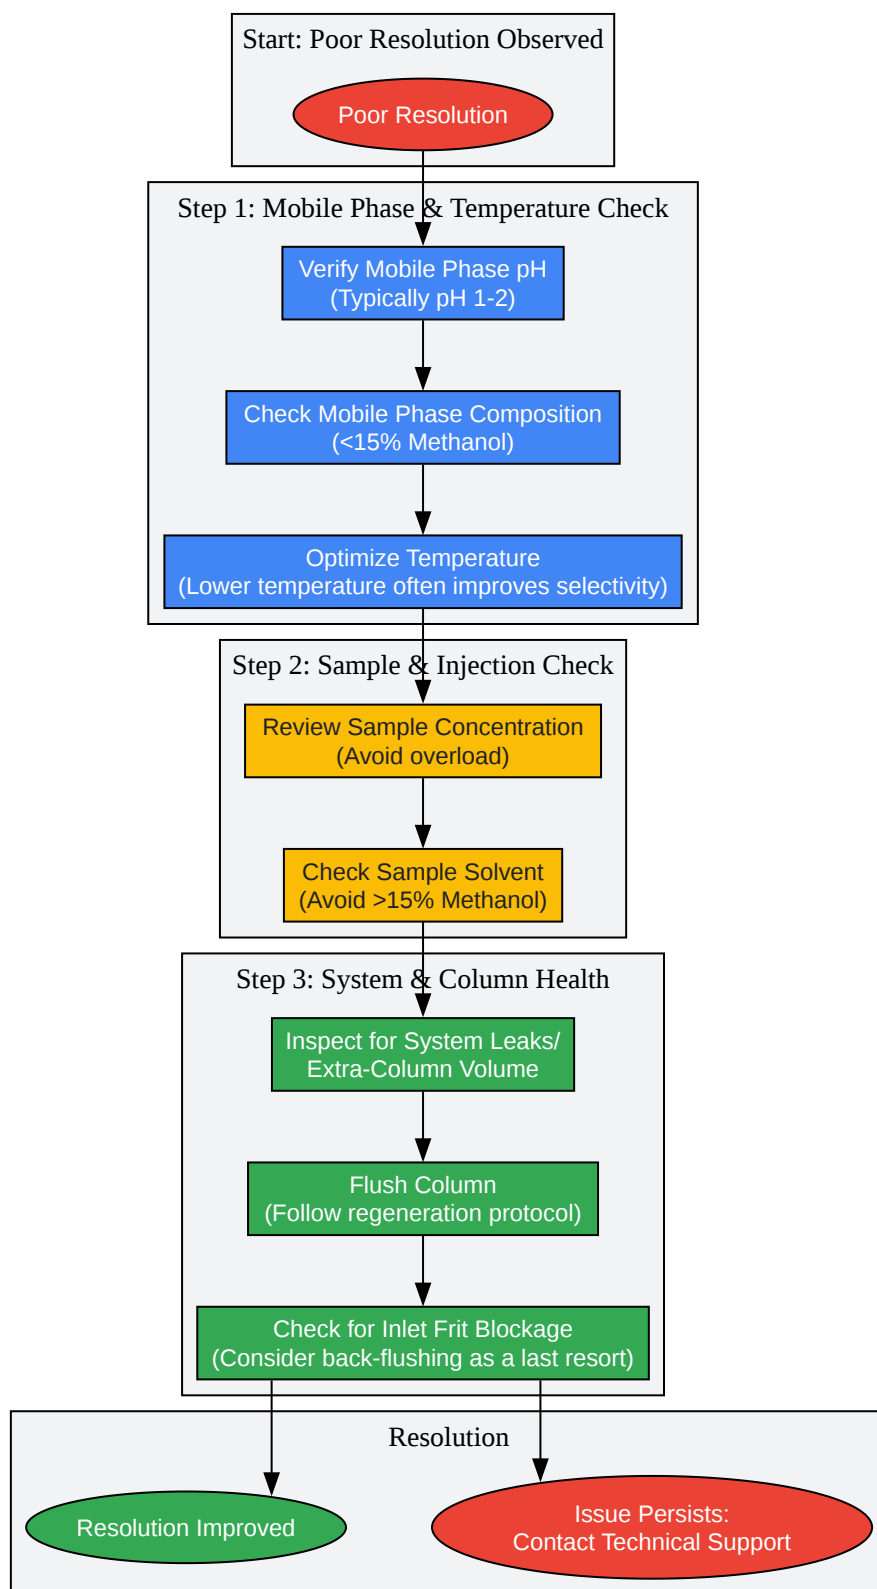 Start: Poor Resolution Observed
Poor Resolution
Step 1: Mobile Phase & Temperature Check
Verify Mobile Phase pH
(Typically pH 1-2)
Check Mobile Phase Composition
(<15% Methanol)
Optimize Temperature
(Lower temperature often improves selectivity)
Step 2: Sample & Injection Check
Review Sample Concentration
(Avoid overload)
Check Sample Solvent
(Avoid >15% Methanol)
Step 3: System & Column Health
Inspect for System Leaks/
Extra-Column Volume
Flush Column
(Follow regeneration protocol)
Check for Inlet Frit Blockage
(Consider back-flushing as a last resort)
Resolution
Resolution Improved
Issue Persists:
Contact Technical Support